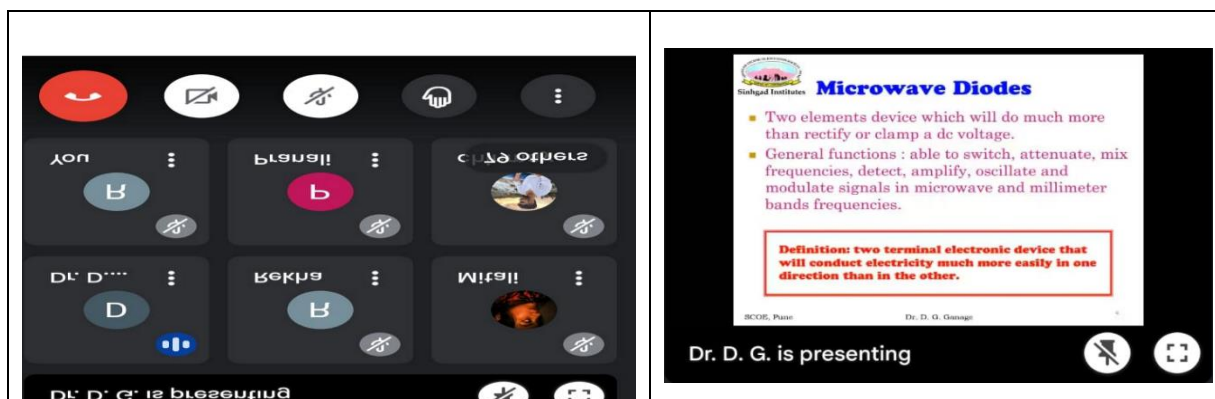 You
Pranali
79 others
R
P
Dr. D....
Rekha
Mitali
D
R
Dr. D. G. is presenting
Sinhgad Institutes
Microwave Diodes
Two elements device which will do much more
than rectify or clamp a dc voltage.
General functions : able to switch, attenuate, mix
frequencies, detect, amplify, oscillate and
modulate signals in microwave and millimeter
bands frequencies.
Definition: two terminal electronic device that
will conduct electricity much more easily in one
direction than in the other.
SCOE, Pune
Dr. D. G. Ganage
Dr. D. G. is presenting